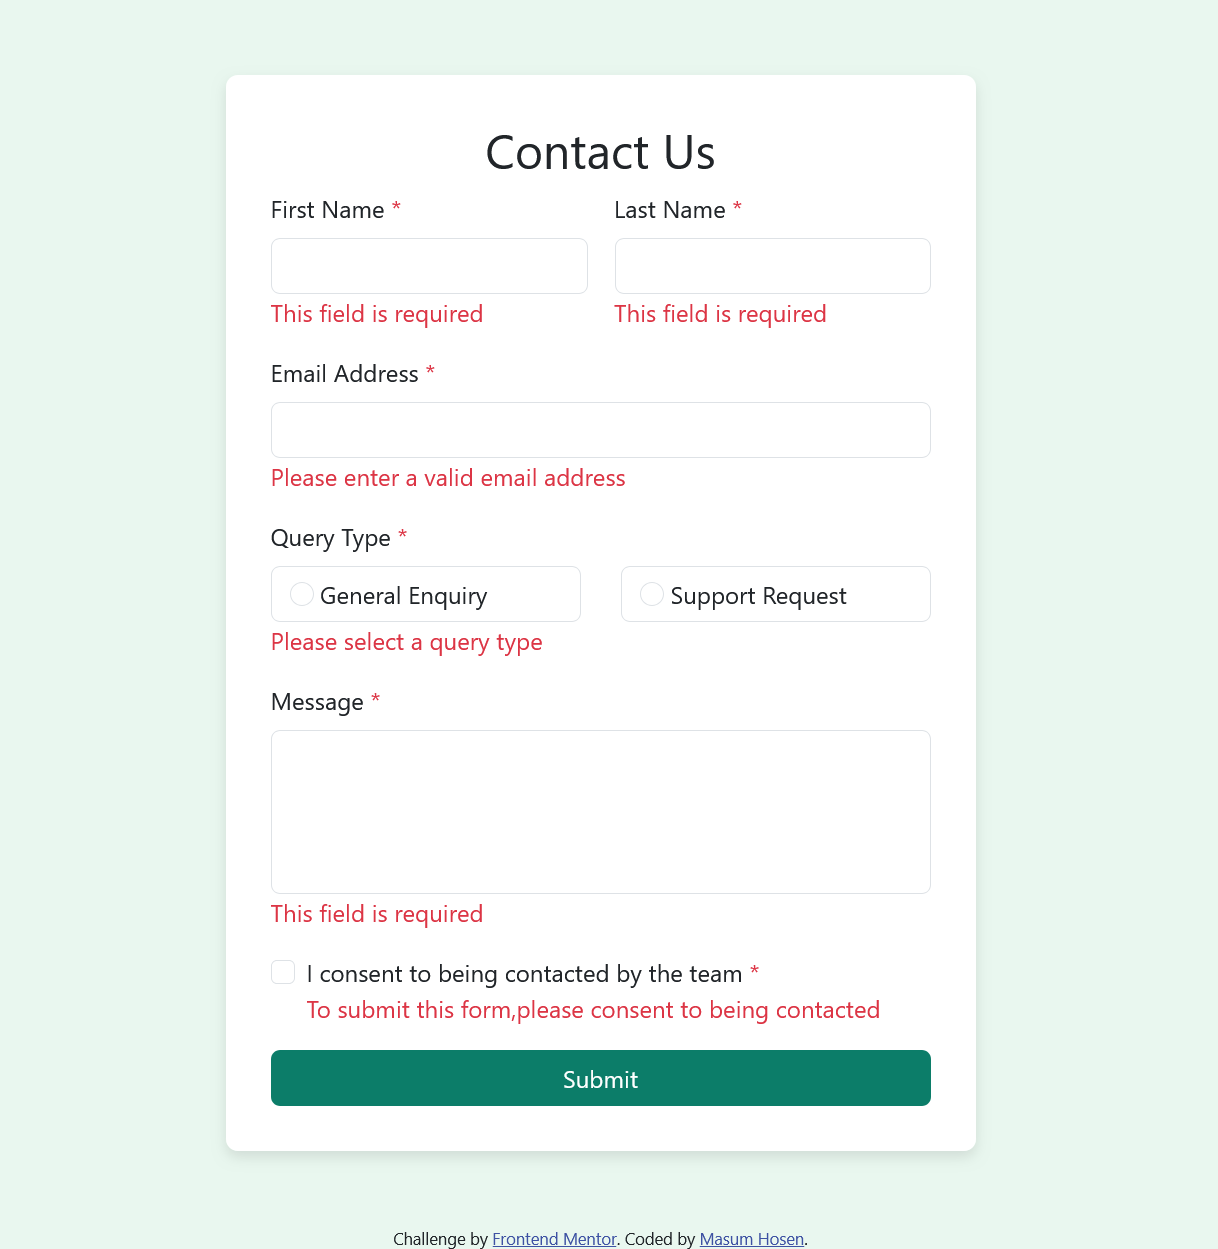 Contact Us
First Name * Last Name *
This field is required This field is required
Email Address *
Please enter a valid email address
Query Type *
General Enquiry Support Request
Please select a query type
Message *
This field is required
I consent to being contacted by the team *
To submit this form,please consent to being contacted
Submit
Challenge by Frontend Mentor. Coded by Masum Hosen.